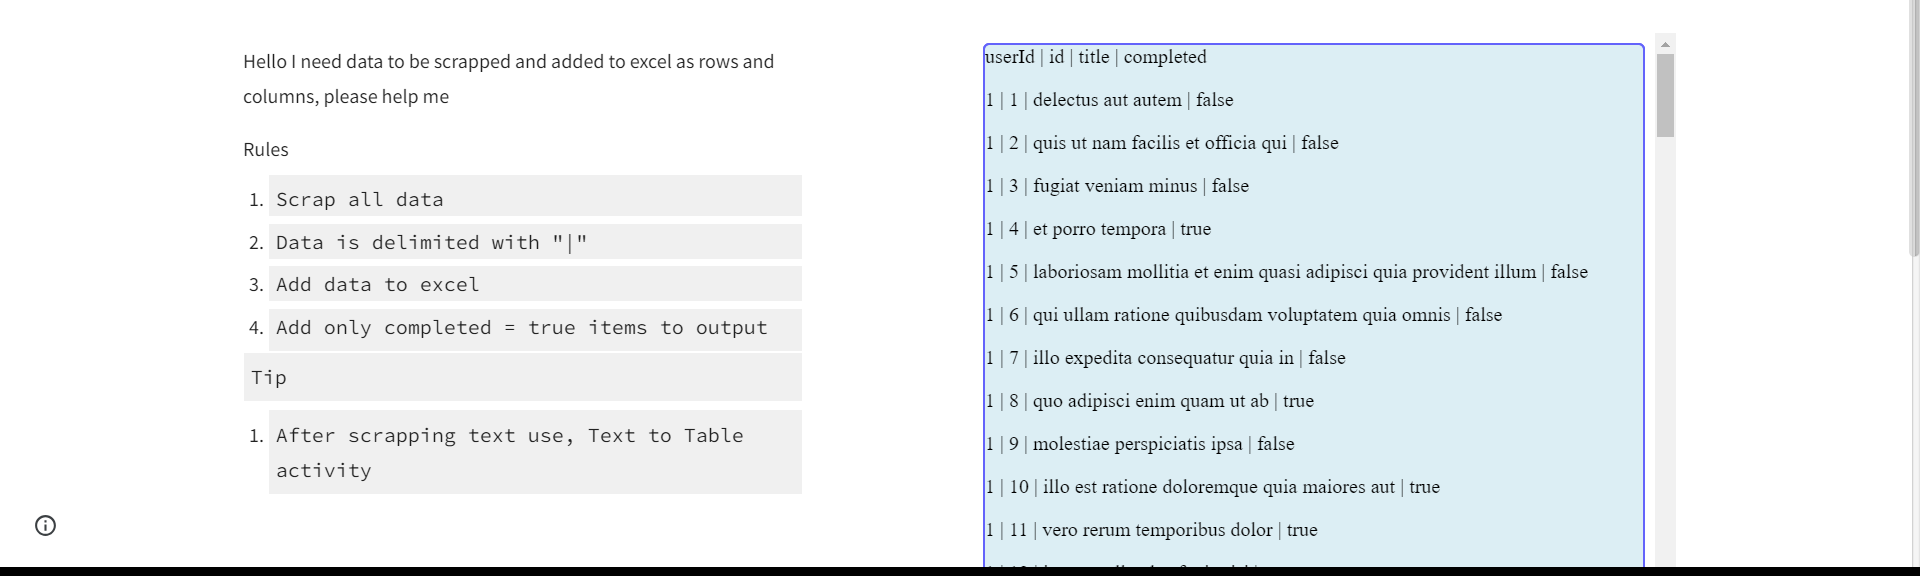 Hello I need data to be scrapped and added to excel as rows and
columns, please help me
Rules
1. Scrap all data
2. Data is delimited with "|"
3. Add data to excel
4. Add only completed = true items to output
Tip
1. After scrapping text use, Text to Table
activity
userId | id | title | completed
1 | 1 | delectus aut autem | false
1 | 2 | quis ut nam facilis et officia qui | false
1 | 3 | fugiat veniam minus | false
1 | 4 | et porro tempora | true
1 | 5 | laboriosam mollitia et enim quasi adipisci quia provident illum | false
1 | 6 | qui ullam ratione quibusdam voluptatem quia omnis | false
1 | 7 | illo expedita consequatur quia in | false
1 | 8 | quo adipisci enim quam ut ab | true
1 | 9 | molestiae perspiciatis ipsa | false
1 | 10 | illo est ratione doloremque quia maiores aut | true
1 | 11 | vero rerum temporibus dolor | true